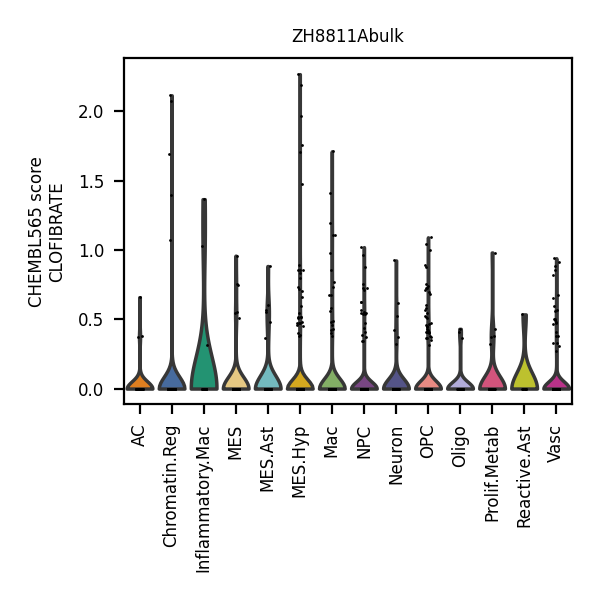 ZH8811Abulk
CHEMBL565 score
CLOFIBRATE
2.0
1.5
1.0
0.5
0.0
AC
Chromatin.Reg
Inflammatory.Mac
MES
MES.Ast
MES.Hyp
Mac
NPC
Neuron
OPC
Oligo
Prolif.Metab
Reactive.Ast
Vasc